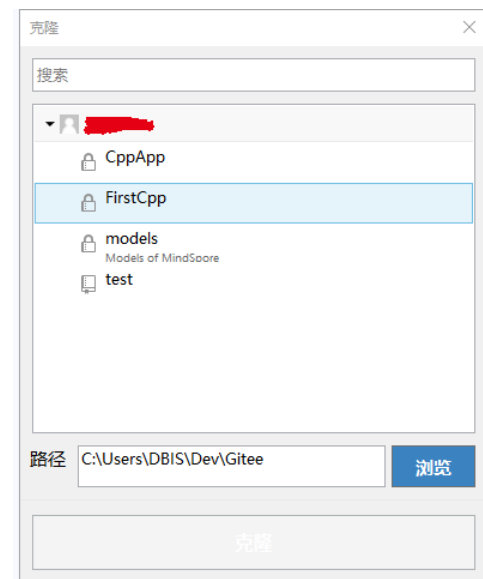 克隆
搜索
CppApp
FirstCpp
models
Models of MindSpore
test
路径 C:\Users\DBIS\Dev\Gitee 浏览
克隆